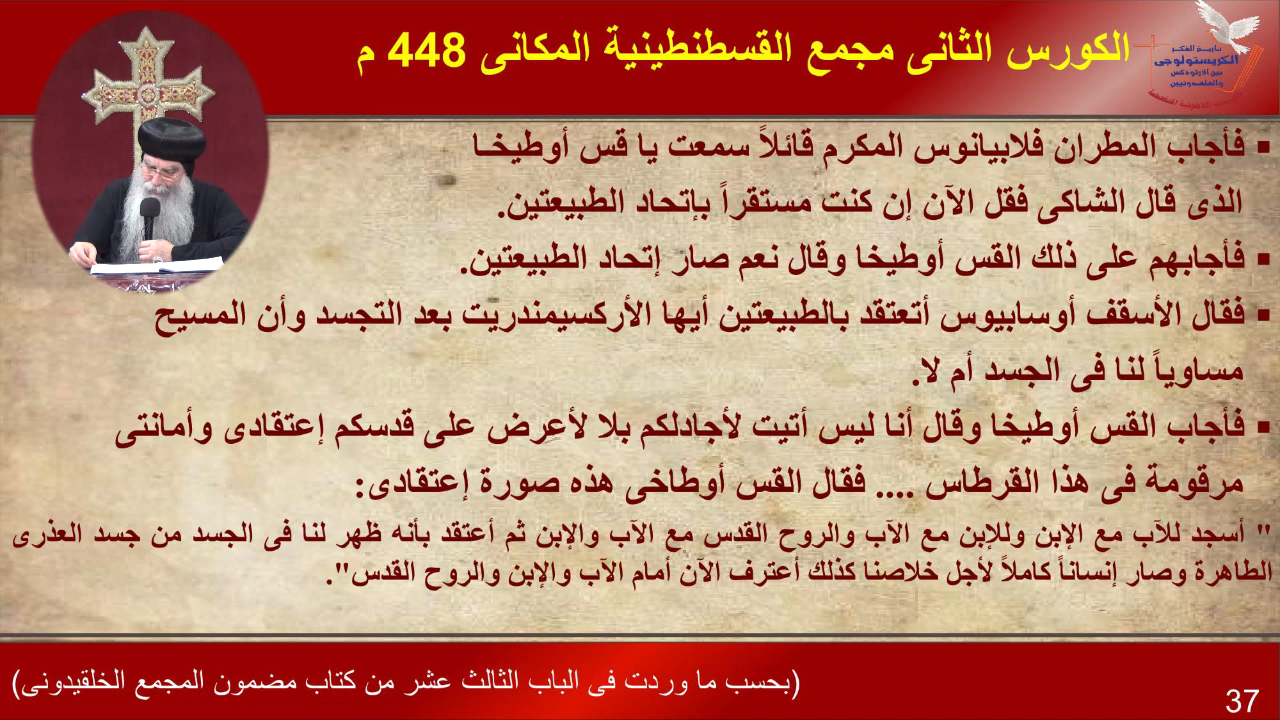 الكورس الثانى مجمع القسطنطينية المكانى 448 م
تاريخ الفكر
الكريستولوجى
بين الأرثوذكس
والخلقيدونيين
▪ فأجاب المطران فلابيانوس المكرم قائلاً سمعت يا قس أوطيخا
الذى قال الشاكى فقل الآن إن كنت مستقراً بإتحاد الطبيعتين.
▪ فأجابهم على ذلك القس أوطيخا وقال نعم صار إتحاد الطبيعتين.
▪ فقال الأسقف أوسابيوس أتعتقد بالطبيعتين أيها الأركسيمندريت بعد التجسد وأن المسيح
مساوياً لنا فى الجسد أم لا.
▪ فأجاب القس أوطيخا وقال أنا ليس أتيت لأجادلكم بلا لأعرض على قدسكم إعتقادى وأمانتى
مرقومة فى هذا القرطاس .... فقال القس أوطاخى هذه صورة إعتقادى:
" أسجد للآب مع الإبن وللإبن مع الآب والروح القدس مع الآب والإبن ثم أعتقد بأنه ظهر لنا فى الجسد من جسد العذرى
الطاهرة وصار إنساناً كاملاً لأجل خلاصنا كذلك أعترف الآن أمام الآب والإبن والروح القدس".
(بحسب ما وردت فى الباب الثالث عشر من كتاب مضمون المجمع الخلقيدونى)
37